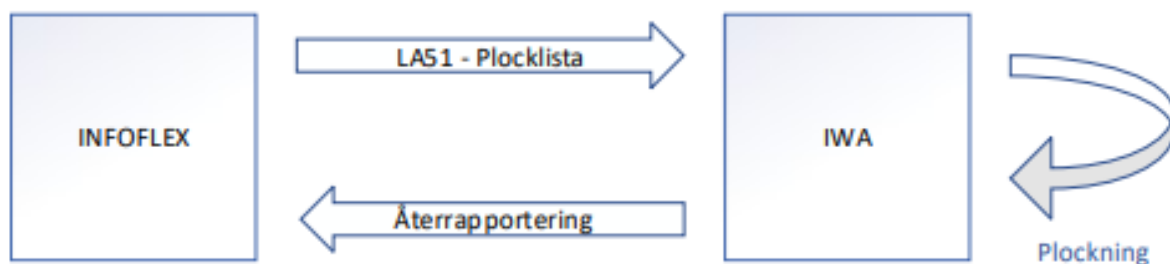 LA51 - Plocklista
INFOFLEX
IWA
Återrapportering
Plockning